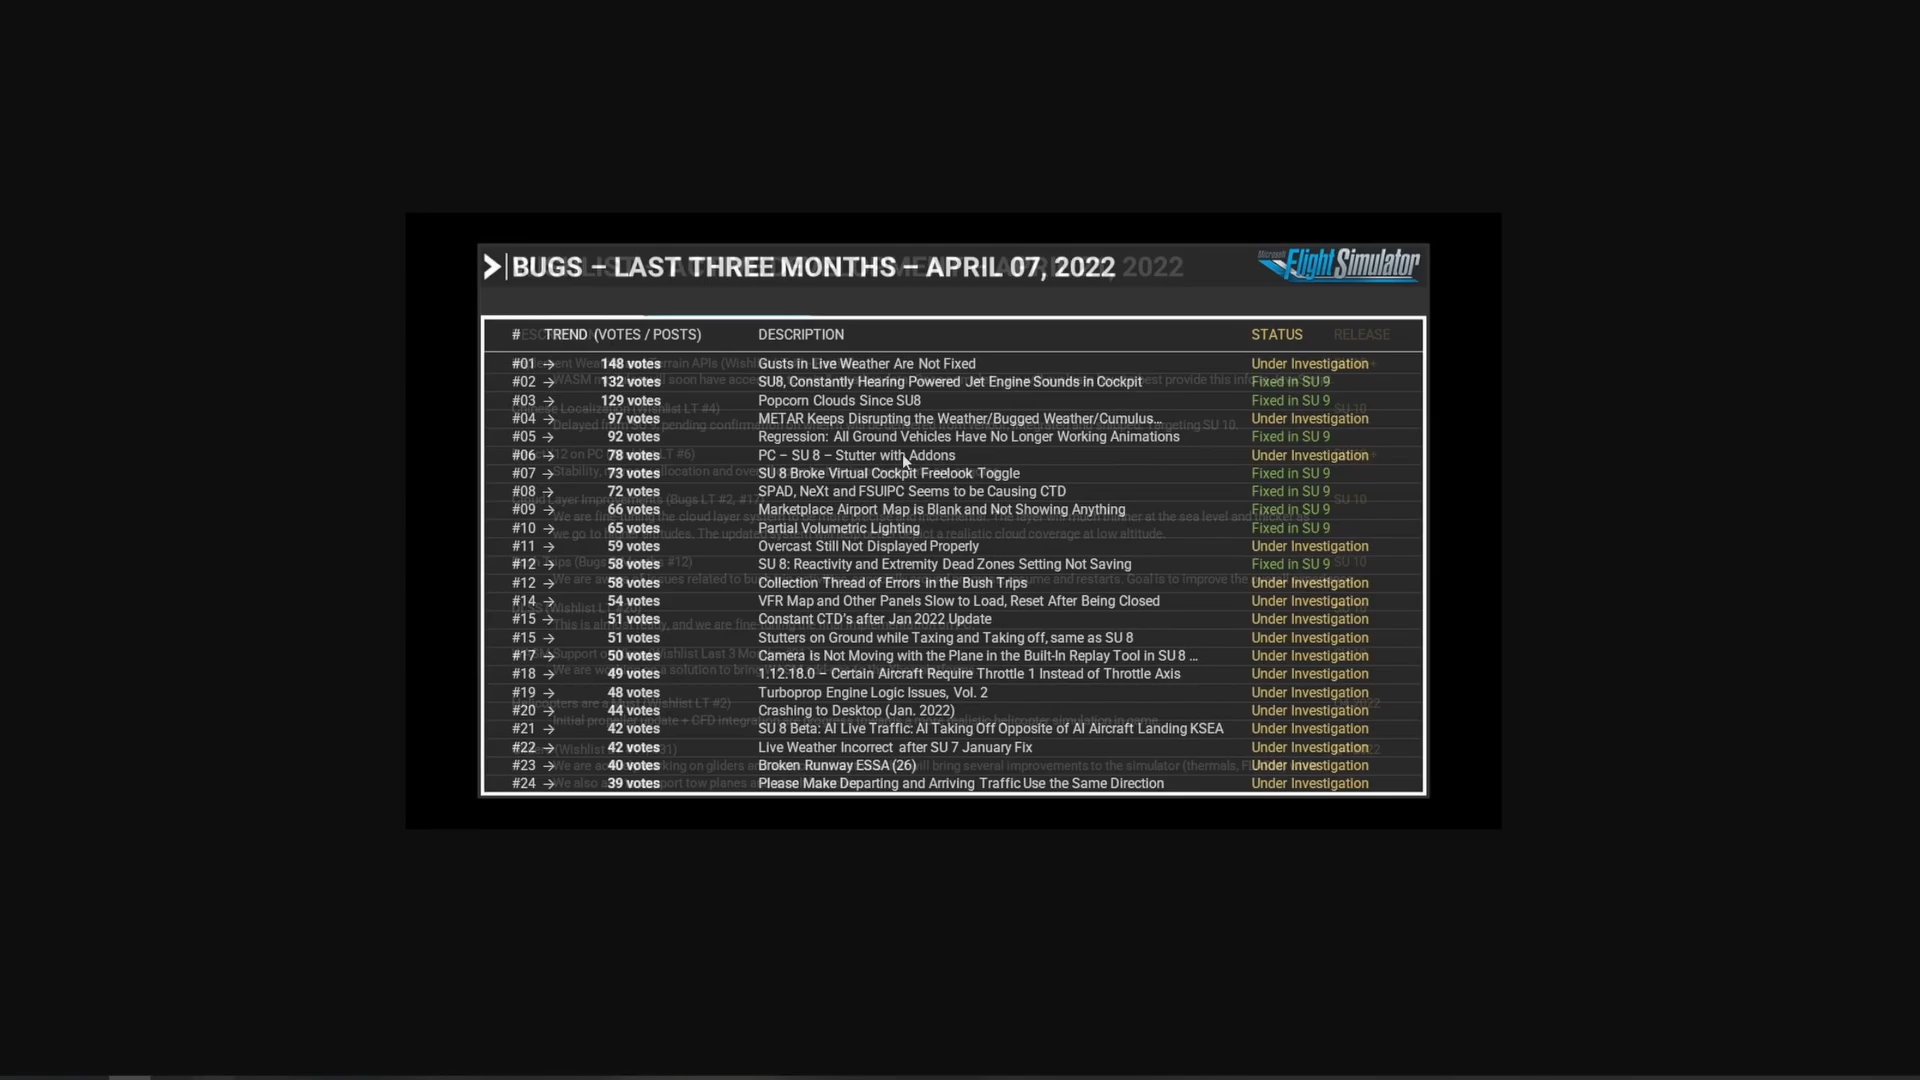 BUGS – LAST THREE MONTHS – APRIL 07, 2022
2022
Microsoft
Flight Simulator
# TREND (VOTES / POSTS) DESCRIPTION STATUS RELEASE
#01 → 148 votes Gusts in Live Weather Are Not Fixed Under Investigation
#02 → 132 votes SU8, Constantly Hearing Powered Jet Engine Sounds in Cockpit Fixed in SU 9
#03 → 129 votes Popcorn Clouds Since SU8 Fixed in SU 9
#04 → 97 votes METAR Keeps Disrupting the Weather/Bugged Weather/Cumulus... Under Investigation
#05 → 92 votes Regression: All Ground Vehicles Have No Longer Working Animations Fixed in SU 9
#06 → 78 votes PC – SU 8 – Stutter with Addons Under Investigation
#07 → 73 votes SU 8 Broke Virtual Cockpit Freelook Toggle Fixed in SU 9
#08 → 72 votes SPAD, NeXt and FSUIPC Seems to be Causing CTD Fixed in SU 9
#09 → 66 votes Marketplace Airport Map is Blank and Not Showing Anything Fixed in SU 9
#10 → 65 votes Partial Volumetric Lighting Fixed in SU 9
#11 → 59 votes Overcast Still Not Displayed Properly Under Investigation
#12 → 58 votes SU 8: Reactivity and Extremity Dead Zones Setting Not Saving Fixed in SU 9
#12 → 58 votes Collection Thread of Errors in the Bush Trips Under Investigation
#14 → 54 votes VFR Map and Other Panels Slow to Load, Reset After Being Closed Under Investigation
#15 → 51 votes Constant CTD's after Jan 2022 Update Under Investigation
#15 → 51 votes Stutters on Ground while Taxing and Taking off, same as SU 8 Under Investigation
#17 → 50 votes Camera Is Not Moving with the Plane in the Built-In Replay Tool in SU 8 ... Under Investigation
#18 → 49 votes 1.12.18.0 – Certain Aircraft Require Throttle 1 Instead of Throttle Axis Under Investigation
#19 → 48 votes Turboprop Engine Logic Issues, Vol. 2 Under Investigation
#20 → 44 votes Crashing to Desktop (Jan. 2022) Under Investigation
#21 → 42 votes SU 8 Beta: AI Live Traffic: AI Taking Off Opposite of AI Aircraft Landing KSEA Under Investigation
#22 → 42 votes Live Weather Incorrect after SU 7 January Fix Under Investigation
#23 → 40 votes Broken Runway ESSA (26) Under Investigation
#24 → 39 votes Please Make Departing and Arriving Traffic Use the Same Direction Under Investigation